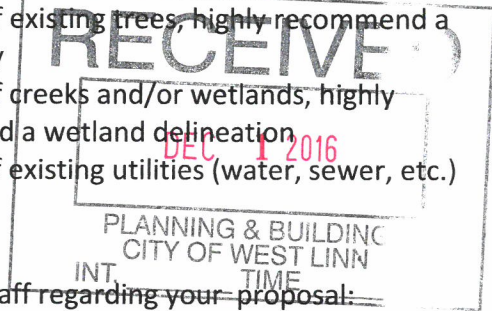 f existing trees, highly recommend a
y
RECEIVED
f creeks and/or wetlands, highly
d a wetland delineation
DEC 1 2016
f existing utilities (water, sewer, etc.)
PLANNING & BUILDING
CITY OF WEST LINN
INT. TIME
aff regarding your proposal: